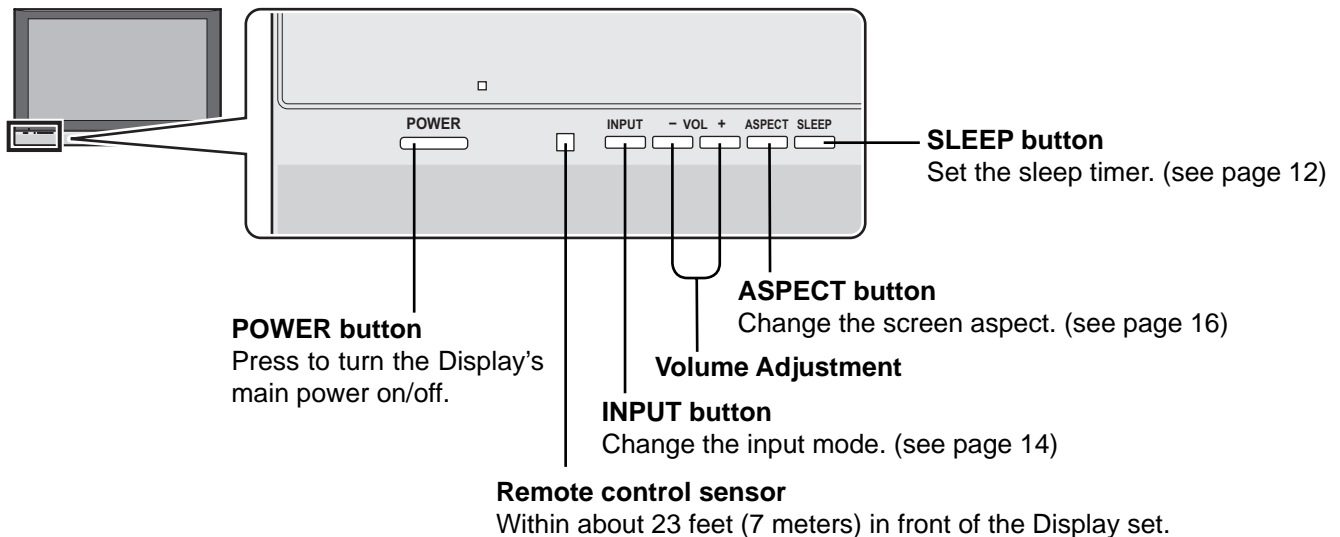 POWER
INPUT
− VOL +
ASPECT
SLEEP
SLEEP button
Set the sleep timer. (see page 12)
ASPECT button
Change the screen aspect. (see page 16)
POWER button
Press to turn the Display’s
main power on/off.
Volume Adjustment
INPUT button
Change the input mode. (see page 14)
Remote control sensor
Within about 23 feet (7 meters) in front of the Display set.